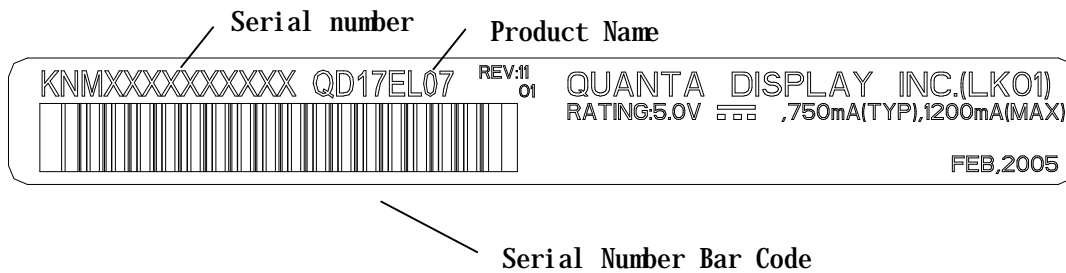 Serial number
Product Name
KNMXXXXXXXXXX QD17EL07 REV:11
01
QUANTA DISPLAY INC.(LK01)
RATING:5.0V ,750mA(TYP),1200mA(MAX)
FEB,2005
Serial Number Bar Code